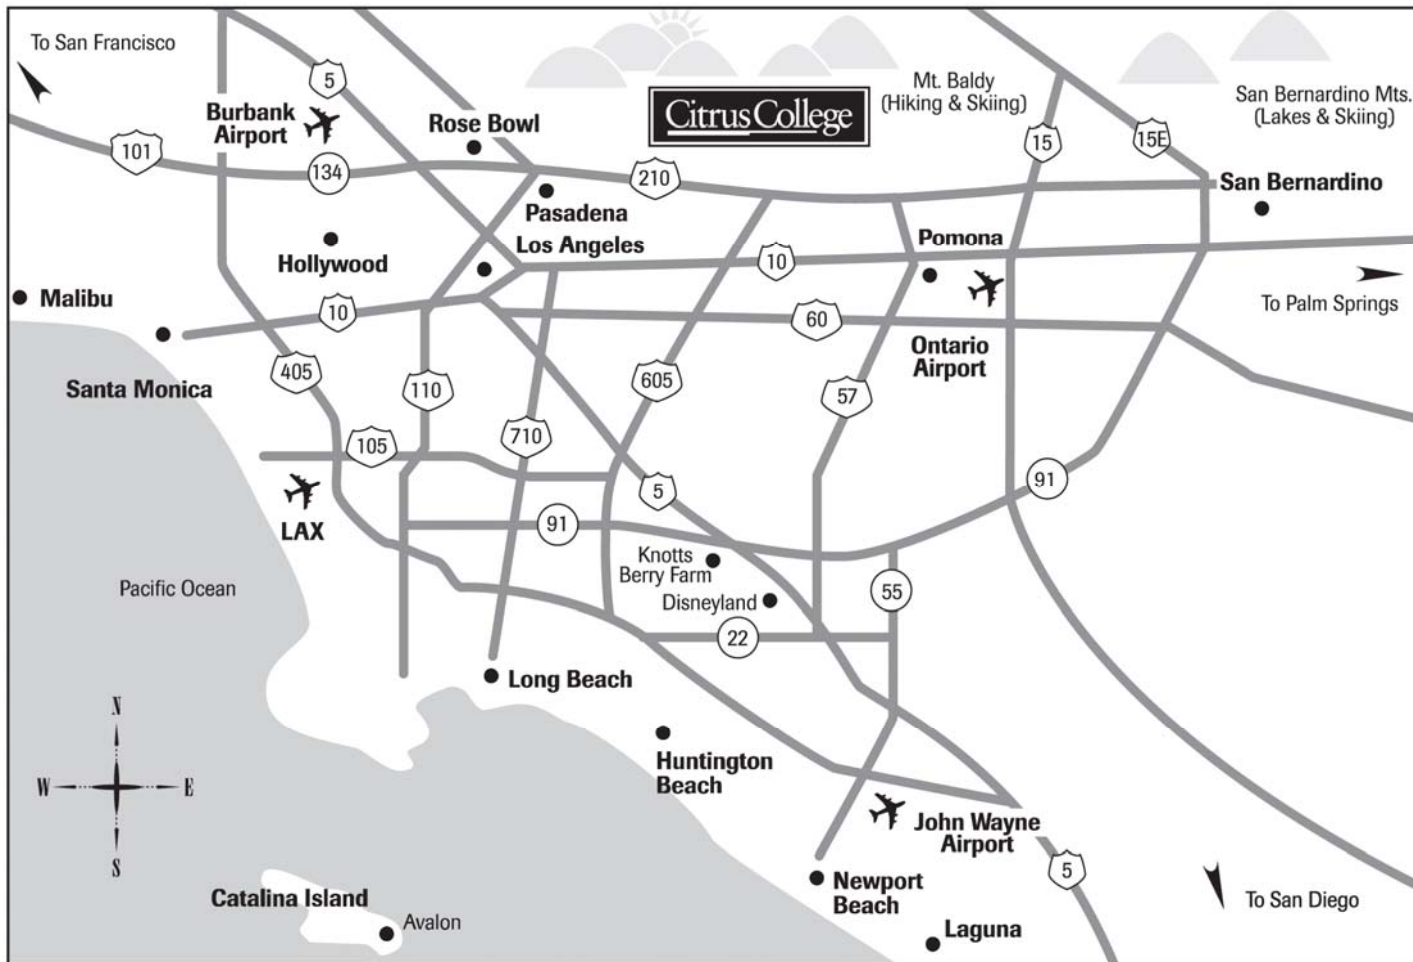 To San Francisco
5
Burbank
Airport
Rose Bowl
Citrus College
Mt. Baldy
(Hiking & Skiing)
San Bernardino Mts.
(Lakes & Skiing)
101
134
210
15
15E
San Bernardino
Pasadena
Los Angeles
Hollywood
Pomona
10
To Palm Springs
Malibu
10
60
Ontario
Airport
Santa Monica
405
110
605
57
710
105
5
91
LAX
91
Knotts
Berry Farm
Disneyland
55
Pacific Ocean
22
Long Beach
N
W
E
S
Huntington
Beach
John Wayne
Airport
5
Newport
Beach
To San Diego
Catalina Island
Avalon
Laguna